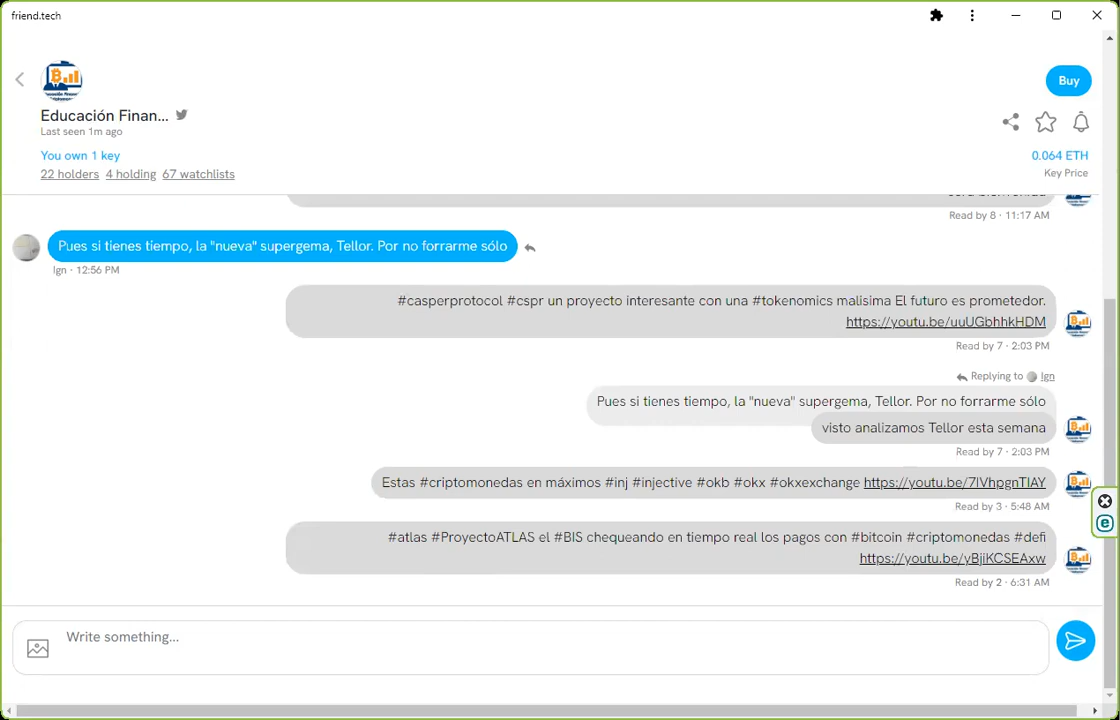 friend.tech
Buy
Educación Finan...
Last seen 1m ago
You own 1 key
0.064 ETH
22 holders 4 holding 67 watchlists
Key Price
Read by 8 · 11:17 AM
Pues si tienes tiempo, la "nueva" supergema, Tellor. Por no forrarme sólo
Ign · 12:56 PM
#casperprotocol #cspr un proyecto interesante con una #tokenomics malisima El futuro es prometedor.
https://youtu.be/uuUGbhhkHDM
Read by 7 · 2:03 PM
Replying to Ign
Pues si tienes tiempo, la "nueva" supergema, Tellor. Por no forrarme sólo
visto analizamos Tellor esta semana
Read by 7 · 2:03 PM
Estas #criptomonedas en máximos #inj #injective #okb #okx #okxexchange https://youtu.be/7lVhpgnTlAY
Read by 3 · 5:48 AM
#atlas #ProyectoATLAS el #BIS chequeando en tiempo real los pagos con #bitcoin #criptomonedas #defi
https://youtu.be/yBjiKCSEAxw
Read by 2 · 6:31 AM
Write something...